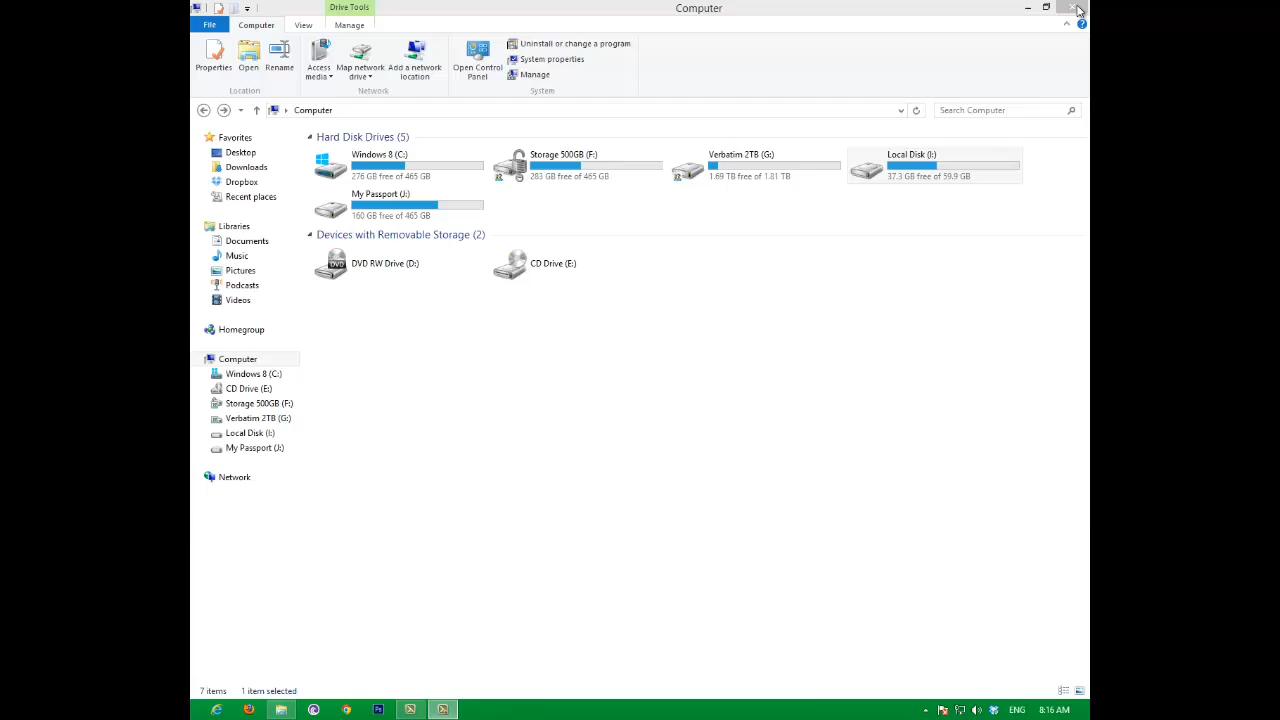 Drive Tools
Computer
File
Computer
View
Manage
Properties
Open
Rename
Access media
Map network drive
Add a network location
Open Control Panel
Uninstall or change a program
System properties
Manage
Location
Network
System
Computer
Search Computer
Favorites
Desktop
Downloads
Dropbox
Recent places
Libraries
Documents
Music
Pictures
Podcasts
Videos
Homegroup
Computer
Windows 8 (C:)
CD Drive (E:)
Storage 500GB (F:)
Verbatim 2TB (G:)
Local Disk (I:)
My Passport (J:)
Network
Hard Disk Drives (5)
Windows 8 (C:)
276 GB free of 465 GB
Storage 500GB (F:)
283 GB free of 465 GB
Verbatim 2TB (G:)
1.69 TB free of 1.81 TB
Local Disk (I:)
37.3 GB free of 59.9 GB
My Passport (J:)
160 GB free of 465 GB
Devices with Removable Storage (2)
DVD
DVD RW Drive (D:)
CD Drive (E:)
7 items
1 item selected
Ps
ENG
8:16 AM